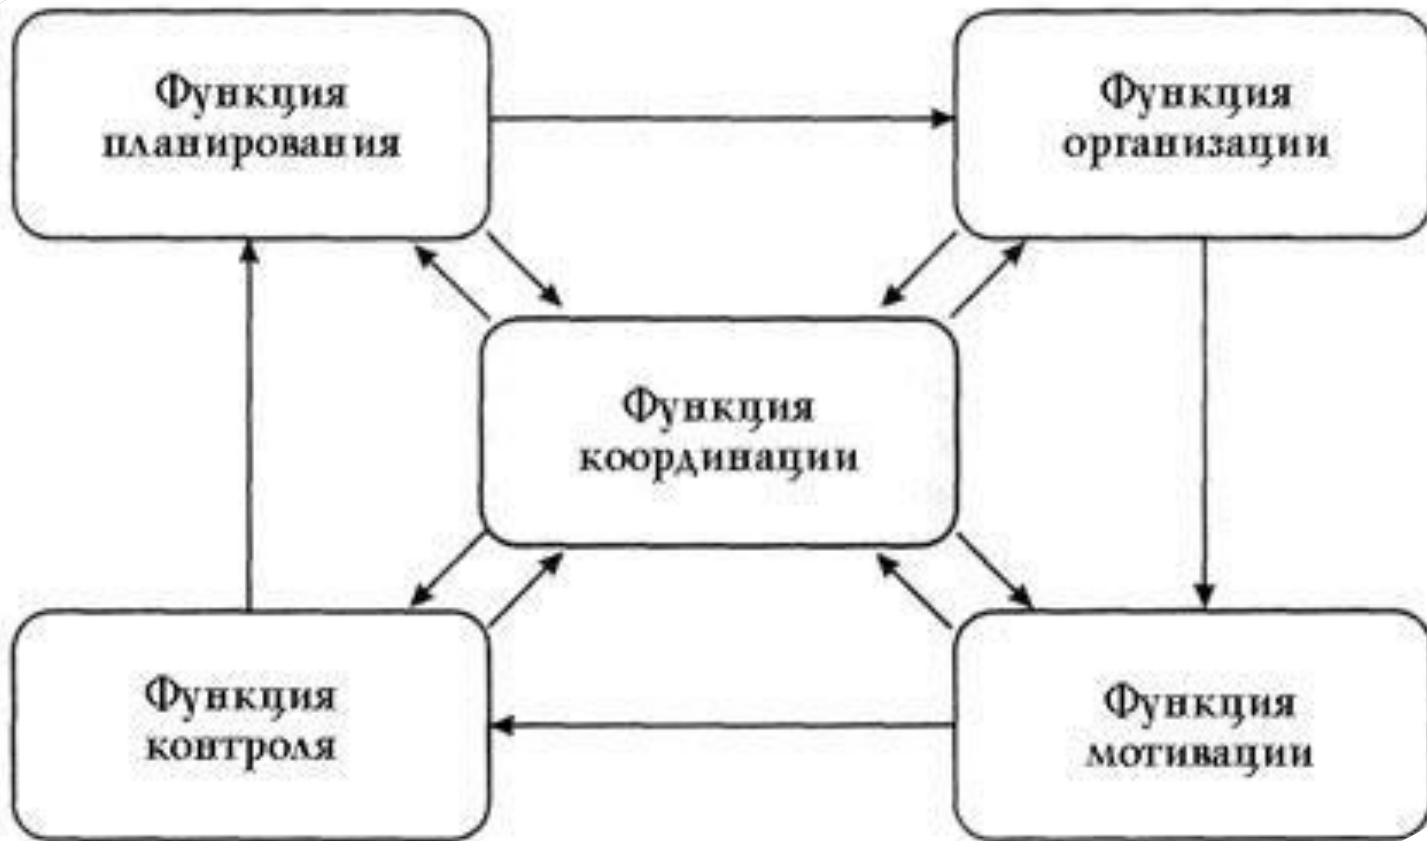 Функция
планирования
Функция
организации
Функция
координации
Функция
контроля
Функция
мотивации